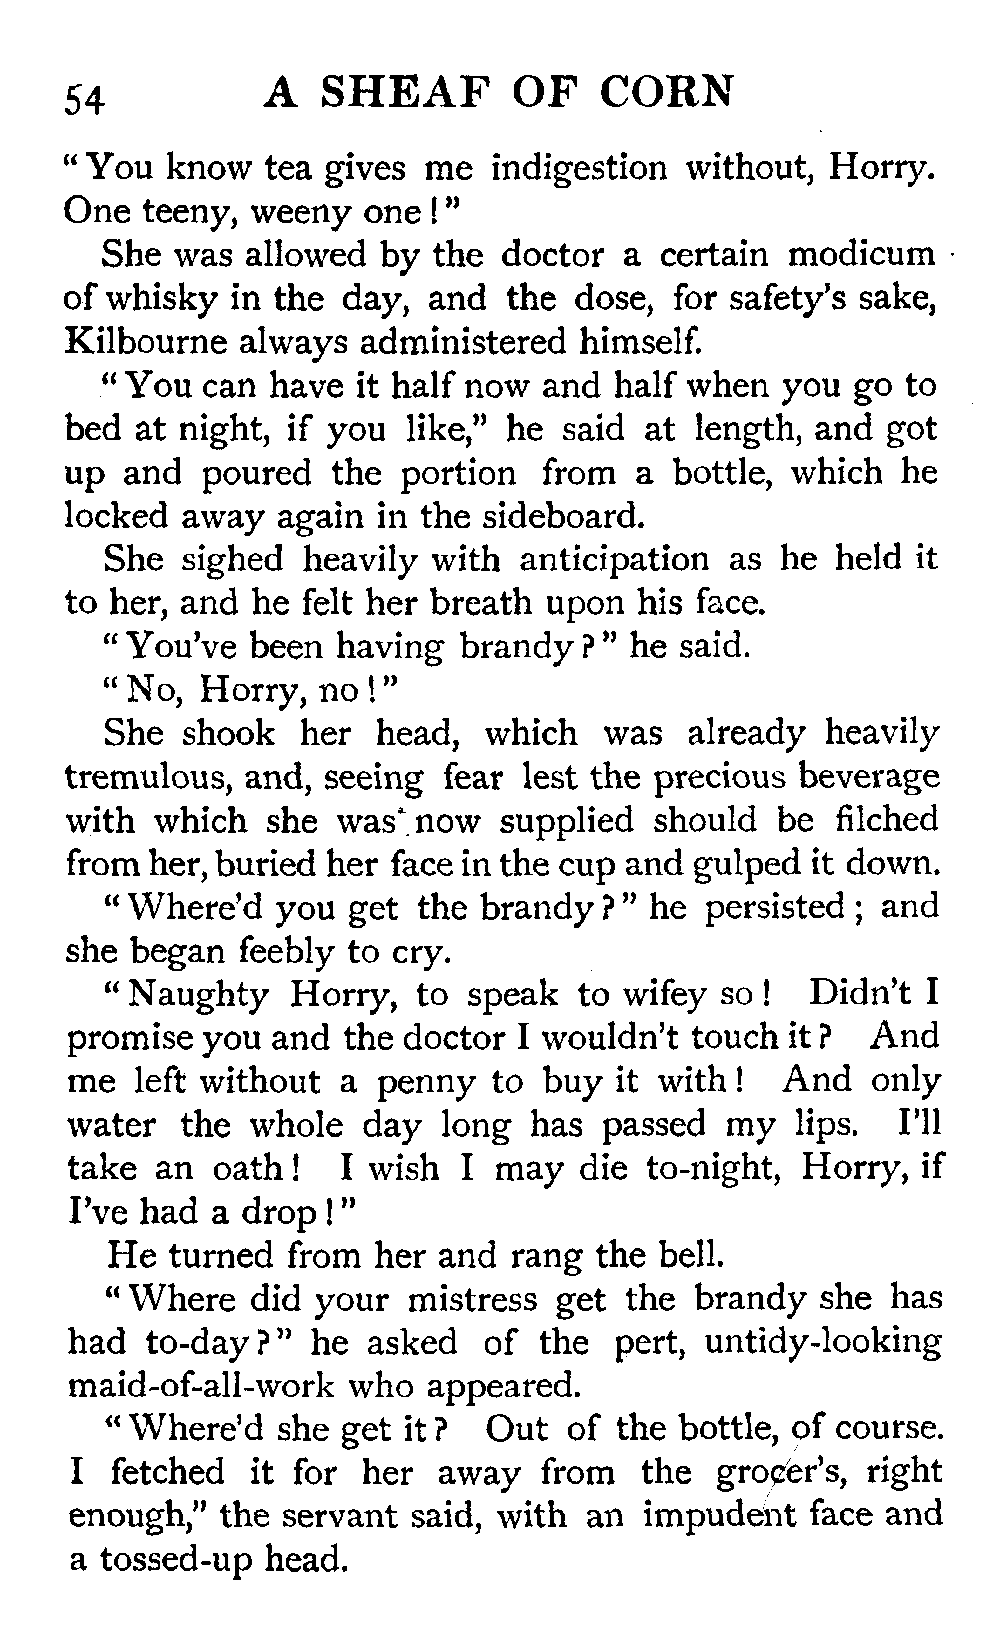 54 A SHEAF OF CORN
“You know tea gives me indigestion without, Horry.
One teeny, weeny one!”
She was allowed by the doctor a certain modicum
of whisky in the day, and the dose, for safety’s sake,
Kilbourne always administered himself.
“You can have it half now and half when you go to
bed at night, if you like,” he said at length, and got
up and poured the portion from a bottle, which he
locked away again in the sideboard.
She sighed heavily with anticipation as he held it
to her, and he felt her breath upon his face.
“You’ve been having brandy?” he said.
“No, Horry, no!”
She shook her head, which was already heavily
tremulous, and, seeing fear lest the precious beverage
with which she was now supplied should be filched
from her, buried her face in the cup and gulped it down.
“Where’d you get the brandy?” he persisted; and
she began feebly to cry.
“Naughty Horry, to speak to wifey so! Didn’t I
promise you and the doctor I wouldn’t touch it? And
me left without a penny to buy it with! And only
water the whole day long has passed my lips. I’ll
take an oath! I wish I may die to-night, Horry, if
I’ve had a drop!”
He turned from her and rang the bell.
“Where did your mistress get the brandy she has
had to-day?” he asked of the pert, untidy-looking
maid-of-all-work who appeared.
“Where’d she get it? Out of the bottle, of course.
I fetched it for her away from the grocer’s, right
enough,” the servant said, with an impudent face and
a tossed-up head.